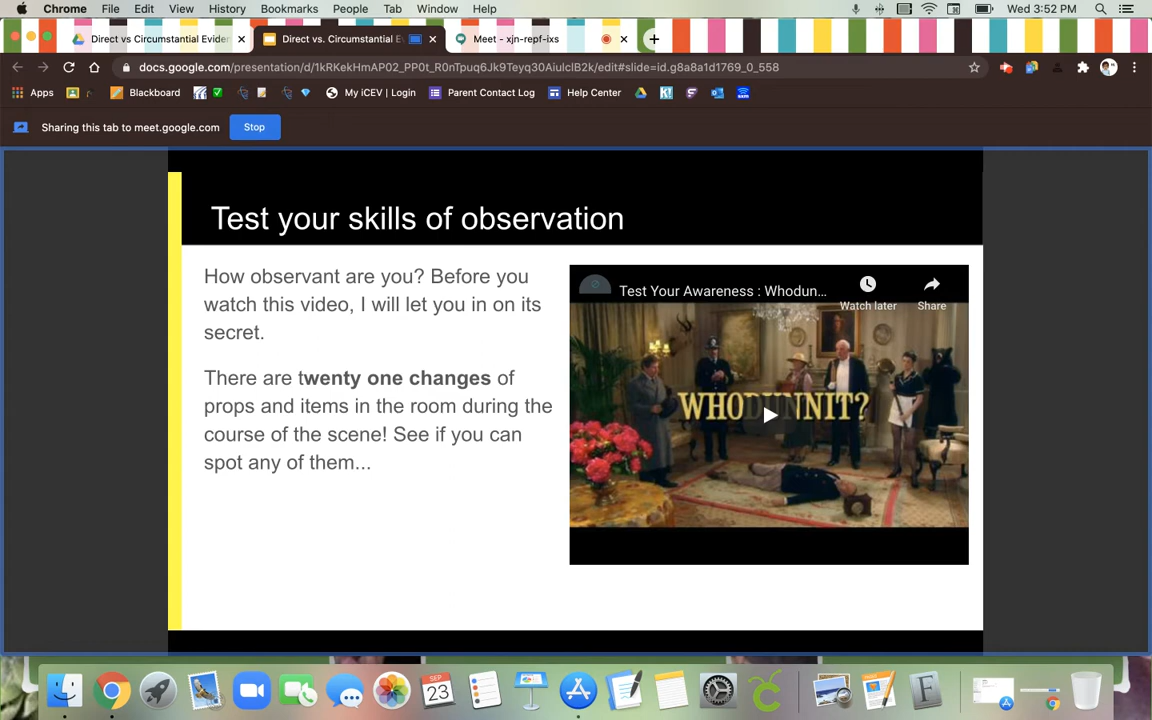 Chrome File Edit View History Bookmarks People Tab Window Help Wed 3:52 PM
Direct vs Circumstantial Eviden
Direct vs. Circumstantial E
Meet - xjn-repf-ixs
docs.google.com/presentation/d/1kRKekHmAP02_PP0t_R0nTpuq6Jk9Teyq30AiulclB2k/edit#slide=id.g8a8a1d1769_0_558
Apps Blackboard My iCEV | Login Parent Contact Log Help Center
Sharing this tab to meet.google.com Stop
Test your skills of observation
How observant are you? Before you
watch this video, I will let you in on its
secret.
There are twenty one changes of
props and items in the room during the
course of the scene! See if you can
spot any of them...
Test Your Awareness : Whodun...
Watch later Share
WHODUNNIT?
SEP
23